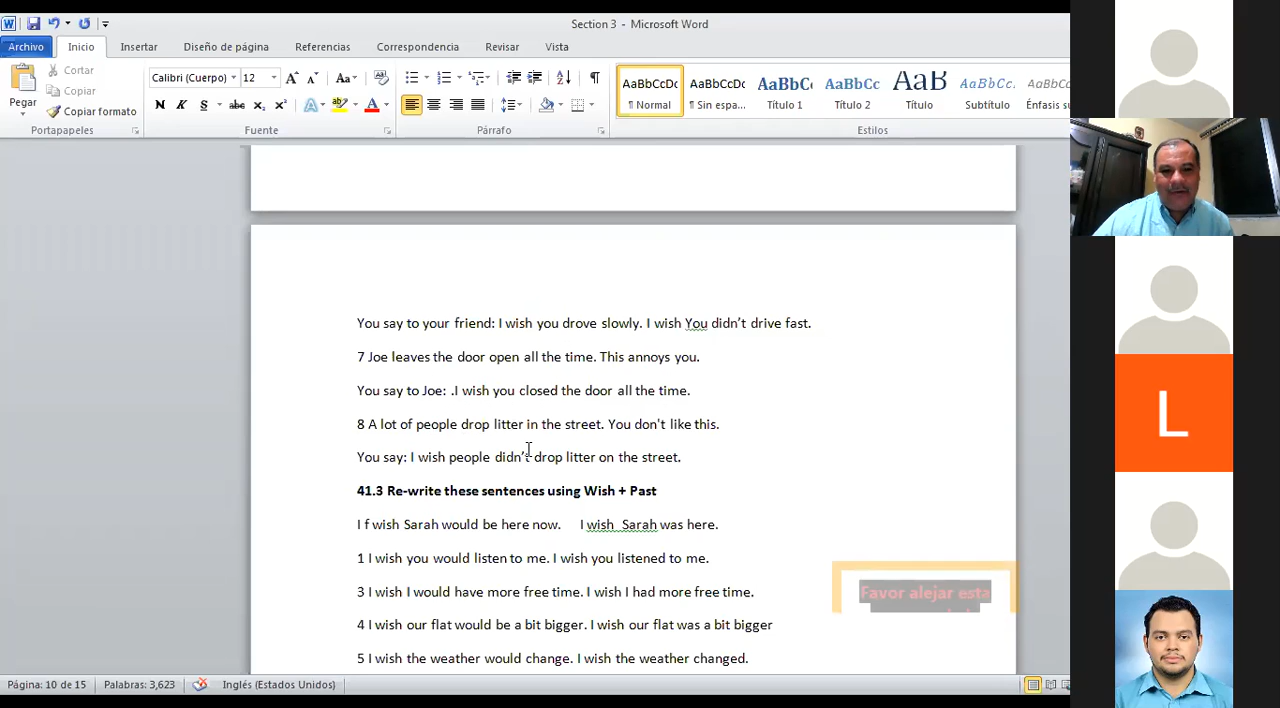 Section 3 - Microsoft Word
Archivo Inicio Insertar Diseño de página Referencias Correspondencia Revisar Vista
Pegar
Cortar
Copiar
Copiar formato
Portapapeles
Calibri (Cuerpo) 12
Fuente
Párrafo
AaBbCcDc AaBbCcDc AaBbC AaBbCc AaB AaBbCc. AaBbCcDc
¶ Normal ¶ Sin espa... Título 1 Título 2 Título Subtítulo Énfasis su
Estilos
You say to your friend: I wish you drove slowly. I wish You didn't drive fast.
7 Joe leaves the door open all the time. This annoys you.
You say to Joe: .I wish you closed the door all the time.
8 A lot of people drop litter in the street. You don't like this.
You say: I wish people didn't drop litter on the street.
41.3 Re-write these sentences using Wish + Past
I f wish Sarah would be here now. I wish Sarah was here.
1 I wish you would listen to me. I wish you listened to me.
3 I wish I would have more free time. I wish I had more free time.
4 I wish our flat would be a bit bigger. I wish our flat was a bit bigger
5 I wish the weather would change. I wish the weather changed.
Favor alejar esta
Página: 10 de 15 Palabras: 3,623 Inglés (Estados Unidos)
L